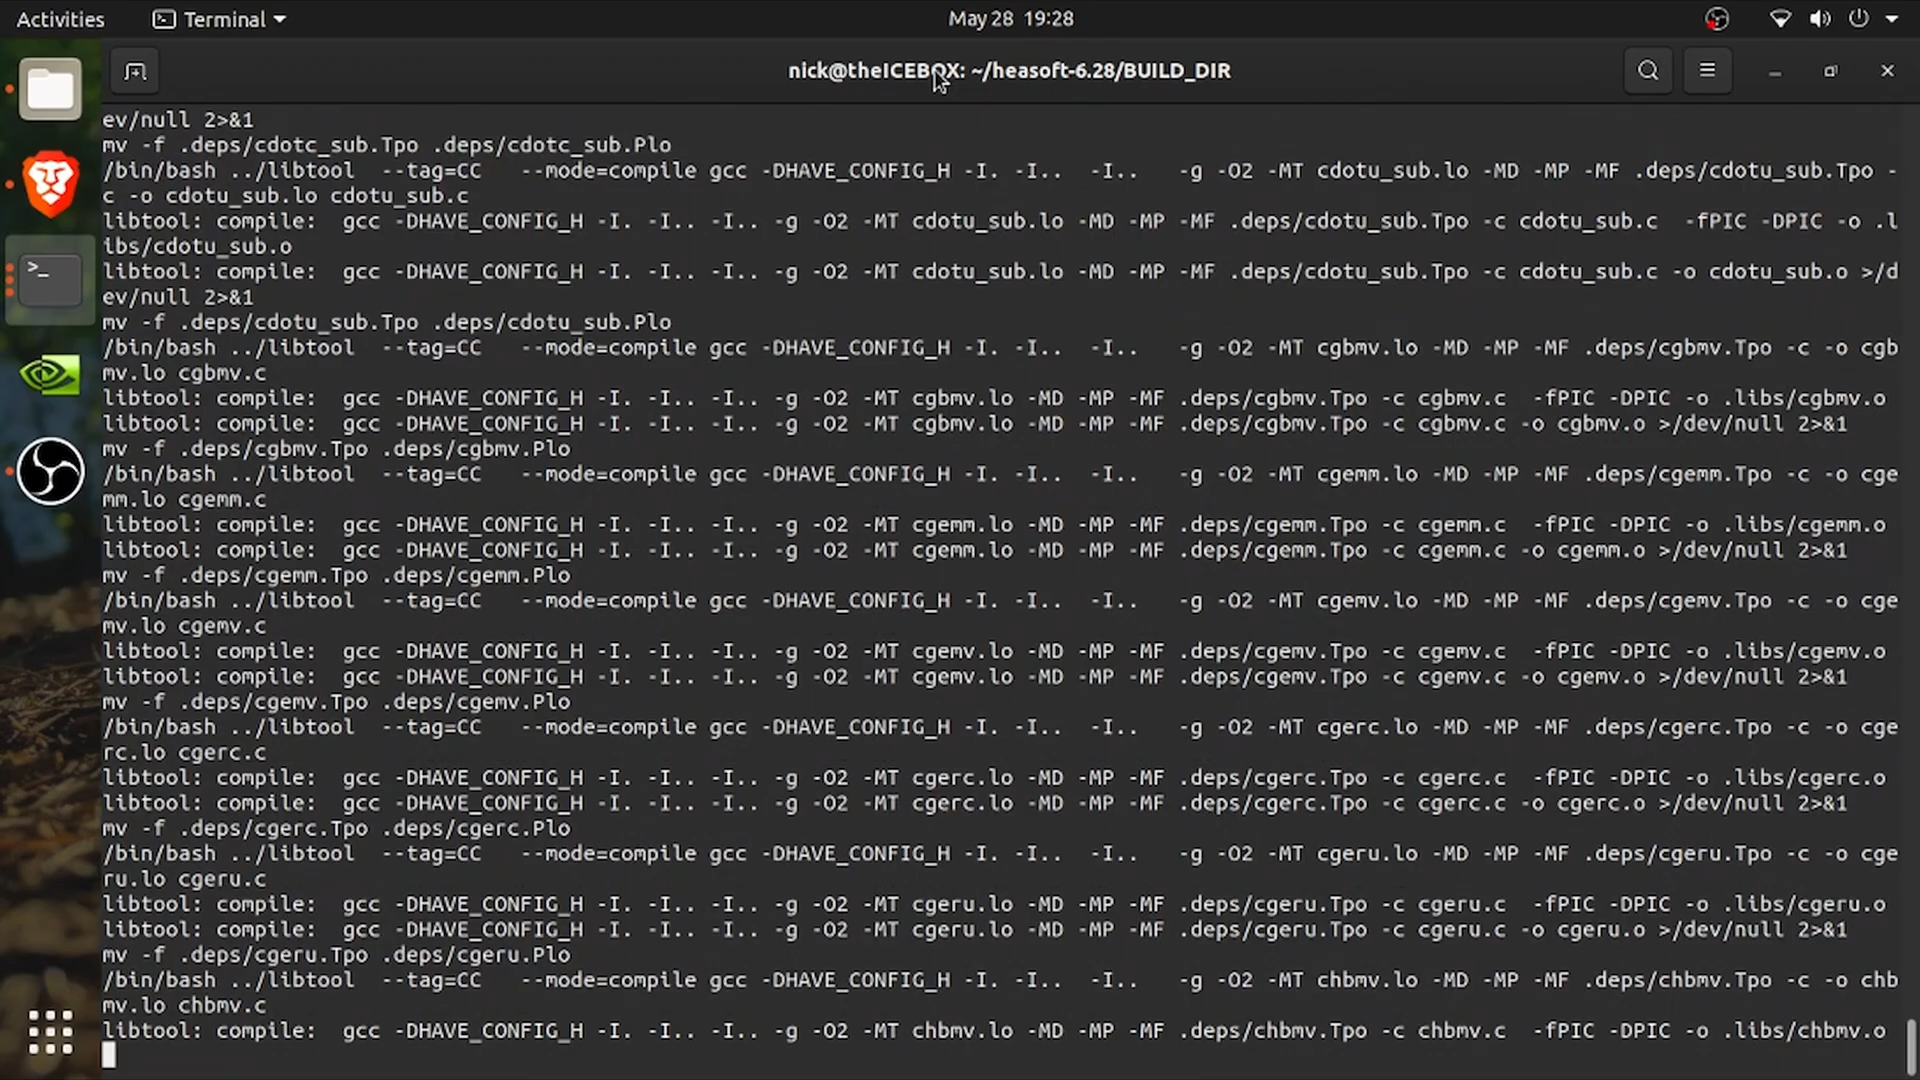 Activities Terminal May 28 19:28
nick@theICEBOX: ~/heasoft-6.28/BUILD_DIR
ev/null 2>&1
mv -f .deps/cdotc_sub.Tpo .deps/cdotc_sub.Plo
/bin/bash ../libtool  --tag=CC   --mode=compile gcc -DHAVE_CONFIG_H -I. -I..  -I..   -g -O2 -MT cdotu_sub.lo -MD -MP -MF .deps/cdotu_sub.Tpo -
c -o cdotu_sub.lo cdotu_sub.c
libtool: compile:  gcc -DHAVE_CONFIG_H -I. -I.. -I.. -g -O2 -MT cdotu_sub.lo -MD -MP -MF .deps/cdotu_sub.Tpo -c cdotu_sub.c  -fPIC -DPIC -o .l
ibs/cdotu_sub.o
libtool: compile:  gcc -DHAVE_CONFIG_H -I. -I.. -I.. -g -O2 -MT cdotu_sub.lo -MD -MP -MF .deps/cdotu_sub.Tpo -c cdotu_sub.c -o cdotu_sub.o >/d
ev/null 2>&1
mv -f .deps/cdotu_sub.Tpo .deps/cdotu_sub.Plo
/bin/bash ../libtool  --tag=CC   --mode=compile gcc -DHAVE_CONFIG_H -I. -I..  -I..   -g -O2 -MT cgbmv.lo -MD -MP -MF .deps/cgbmv.Tpo -c -o cgb
mv.lo cgbmv.c
libtool: compile:  gcc -DHAVE_CONFIG_H -I. -I.. -I.. -g -O2 -MT cgbmv.lo -MD -MP -MF .deps/cgbmv.Tpo -c cgbmv.c  -fPIC -DPIC -o .libs/cgbmv.o
libtool: compile:  gcc -DHAVE_CONFIG_H -I. -I.. -I.. -g -O2 -MT cgbmv.lo -MD -MP -MF .deps/cgbmv.Tpo -c cgbmv.c -o cgbmv.o >/dev/null 2>&1
mv -f .deps/cgbmv.Tpo .deps/cgbmv.Plo
/bin/bash ../libtool  --tag=CC   --mode=compile gcc -DHAVE_CONFIG_H -I. -I..  -I..   -g -O2 -MT cgemm.lo -MD -MP -MF .deps/cgemm.Tpo -c -o cge
mm.lo cgemm.c
libtool: compile:  gcc -DHAVE_CONFIG_H -I. -I.. -I.. -g -O2 -MT cgemm.lo -MD -MP -MF .deps/cgemm.Tpo -c cgemm.c  -fPIC -DPIC -o .libs/cgemm.o
libtool: compile:  gcc -DHAVE_CONFIG_H -I. -I.. -I.. -g -O2 -MT cgemm.lo -MD -MP -MF .deps/cgemm.Tpo -c cgemm.c -o cgemm.o >/dev/null 2>&1
mv -f .deps/cgemm.Tpo .deps/cgemm.Plo
/bin/bash ../libtool  --tag=CC   --mode=compile gcc -DHAVE_CONFIG_H -I. -I..  -I..   -g -O2 -MT cgemv.lo -MD -MP -MF .deps/cgemv.Tpo -c -o cge
mv.lo cgemv.c
libtool: compile:  gcc -DHAVE_CONFIG_H -I. -I.. -I.. -g -O2 -MT cgemv.lo -MD -MP -MF .deps/cgemv.Tpo -c cgemv.c  -fPIC -DPIC -o .libs/cgemv.o
libtool: compile:  gcc -DHAVE_CONFIG_H -I. -I.. -I.. -g -O2 -MT cgemv.lo -MD -MP -MF .deps/cgemv.Tpo -c cgemv.c -o cgemv.o >/dev/null 2>&1
mv -f .deps/cgemv.Tpo .deps/cgemv.Plo
/bin/bash ../libtool  --tag=CC   --mode=compile gcc -DHAVE_CONFIG_H -I. -I..  -I..   -g -O2 -MT cgerc.lo -MD -MP -MF .deps/cgerc.Tpo -c -o cge
rc.lo cgerc.c
libtool: compile:  gcc -DHAVE_CONFIG_H -I. -I.. -I.. -g -O2 -MT cgerc.lo -MD -MP -MF .deps/cgerc.Tpo -c cgerc.c  -fPIC -DPIC -o .libs/cgerc.o
libtool: compile:  gcc -DHAVE_CONFIG_H -I. -I.. -I.. -g -O2 -MT cgerc.lo -MD -MP -MF .deps/cgerc.Tpo -c cgerc.c -o cgerc.o >/dev/null 2>&1
mv -f .deps/cgerc.Tpo .deps/cgerc.Plo
/bin/bash ../libtool  --tag=CC   --mode=compile gcc -DHAVE_CONFIG_H -I. -I..  -I..   -g -O2 -MT cgeru.lo -MD -MP -MF .deps/cgeru.Tpo -c -o cge
ru.lo cgeru.c
libtool: compile:  gcc -DHAVE_CONFIG_H -I. -I.. -I.. -g -O2 -MT cgeru.lo -MD -MP -MF .deps/cgeru.Tpo -c cgeru.c  -fPIC -DPIC -o .libs/cgeru.o
libtool: compile:  gcc -DHAVE_CONFIG_H -I. -I.. -I.. -g -O2 -MT cgeru.lo -MD -MP -MF .deps/cgeru.Tpo -c cgeru.c -o cgeru.o >/dev/null 2>&1
mv -f .deps/cgeru.Tpo .deps/cgeru.Plo
/bin/bash ../libtool  --tag=CC   --mode=compile gcc -DHAVE_CONFIG_H -I. -I..  -I..   -g -O2 -MT chbmv.lo -MD -MP -MF .deps/chbmv.Tpo -c -o chb
mv.lo chbmv.c
libtool: compile:  gcc -DHAVE_CONFIG_H -I. -I.. -I.. -g -O2 -MT chbmv.lo -MD -MP -MF .deps/chbmv.Tpo -c chbmv.c  -fPIC -DPIC -o .libs/chbmv.o